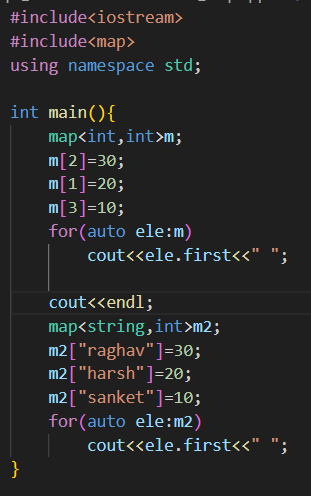 #include<iostream>
#include<map>
using namespace std;

int main(){
    map<int,int>m;
    m[2]=30;
    m[1]=20;
    m[3]=10;
    for(auto ele:m)
        cout<<ele.first<<" ";

    cout<<endl;
    map<string,int>m2;
    m2["raghav"]=30;
    m2["harsh"]=20;
    m2["sanket"]=10;
    for(auto ele:m2)
        cout<<ele.first<<" ";
}